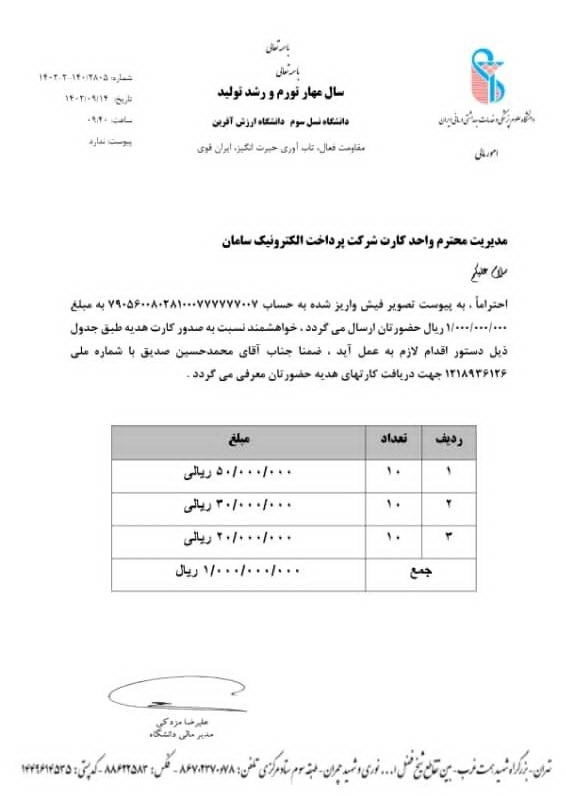 باسمه تعالی
باسمه تعالی
سال مهار تورم و رشد تولید
دانشگاه نسل سوم دانشگاه ارزش آفرین
مقاومت فعال، تاب آوری حیرت انگیز، ایران قوی
شماره: ۱۴۰۲۰۲-۱۴۰/۲۸۰۵
تاریخ: ۱۴۰۲/۰۹/۱۴
ساعت: ۰۹:۴۰
پیوست: ندارد
دانشگاه علوم پزشکی و خدمات بهداشتی درمانی ایران
امور مالی
مدیریت محترم واحد کارت شرکت پرداخت الکترونیک سامان
سلام علیکم
احتراماً ، به پیوست تصویر فیش واریز شده به حساب ۷۹۰۵۶۰۰۸۰۲۸۱۰۰۰۷۷۷۷۷۷۰۰۷ به مبلغ
۱/۰۰۰/۰۰۰/۰۰۰ ریال حضورتان ارسال می گردد ، خواهشمند نسبت به صدور کارت هدیه طبق جدول
ذیل دستور اقدام لازم به عمل آید ، ضمنا جناب آقای محمدحسین صدیق با شماره ملی
۱۲۱۸۹۳۶۱۲۶ جهت دریافت کارتهای هدیه حضورتان معرفی می گردد .
ردیف تعداد مبلغ
۱ ۱۰ ۵۰/۰۰۰/۰۰۰ ریالی
۲ ۱۰ ۳۰/۰۰۰/۰۰۰ ریالی
۳ ۱۰ ۲۰/۰۰۰/۰۰۰ ریالی
جمع ۱/۰۰۰/۰۰۰/۰۰۰ ریال
علیرضا مزدکی
مدیر مالی دانشگاه
تهران- بزرگراه شهید همت غرب- بین تقاطع شیخ فضل ا... نوری و شهید چمران- طبقه سوم ستاد مرکزی تلفن: ۸۶۷۰۲۳۷۰و۷۸ - فکس: ۸۸۶۲۲۵۸۳ - کد پستی: ۱۴۴۹۶۱۴۵۳۵